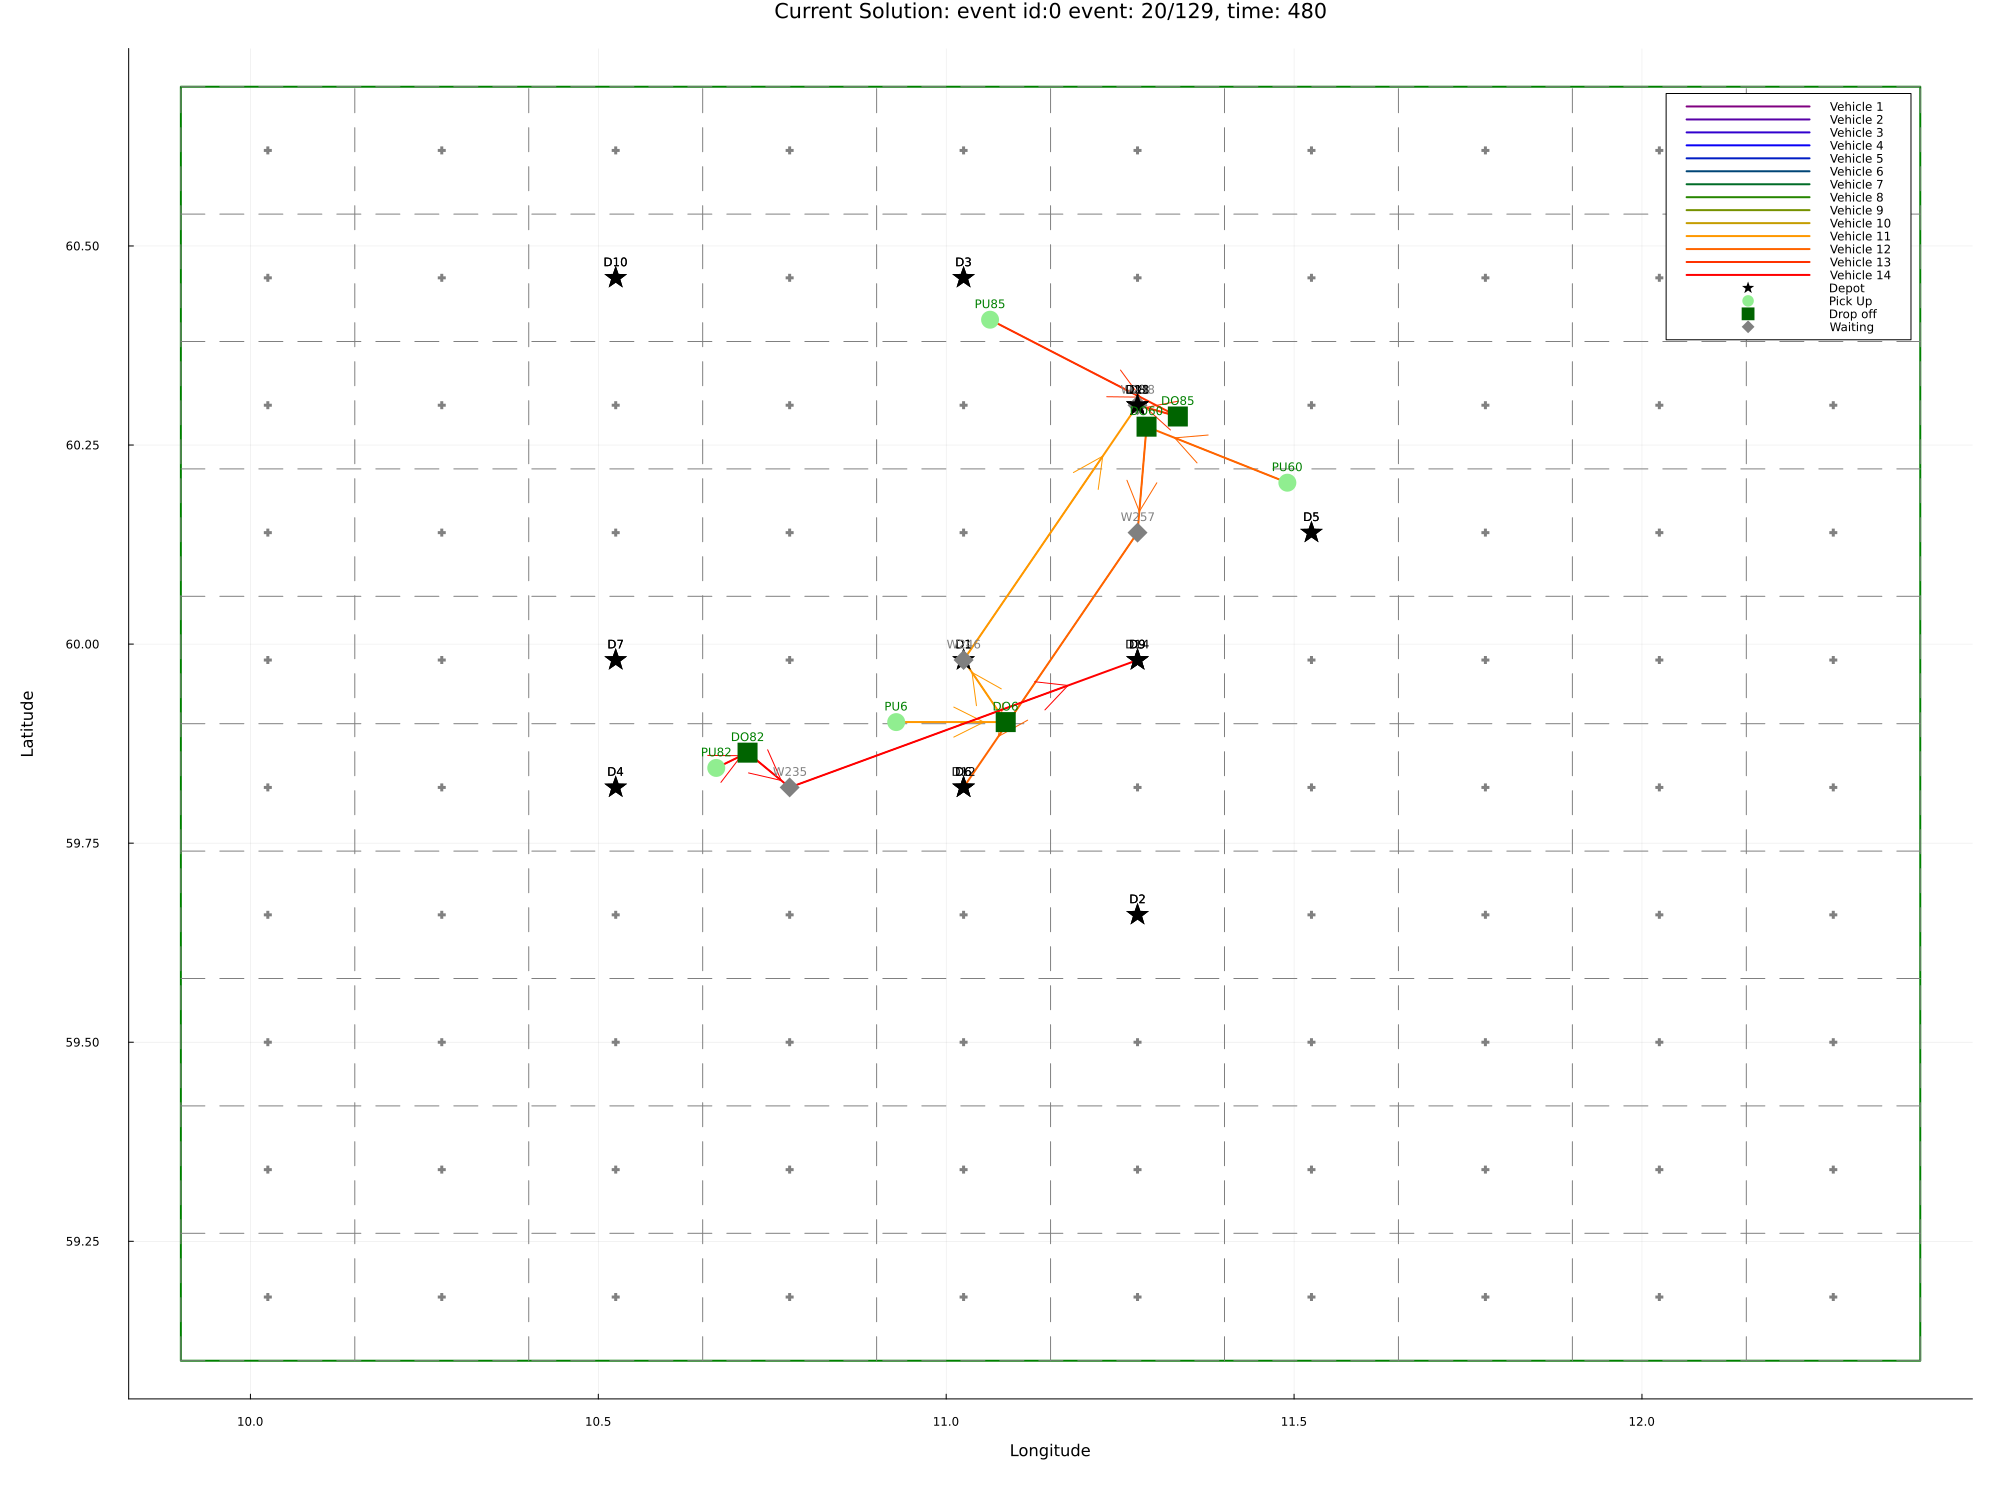 Current Solution: event id:0 event: 20/129, time: 480
Vehicle 1
Vehicle 2
Vehicle 3
Vehicle 4
Vehicle 5
Vehicle 6
Vehicle 7
Vehicle 8
Vehicle 9
Vehicle 10
Vehicle 11
Vehicle 12
Vehicle 13
Vehicle 14
Depot
Pick Up
Drop off
Waiting
60.50
60.25
60.00
59.75
59.50
59.25
Latitude
D10
D3
PU85
DO85
PU60
W257
D5
D7
D1
PU6
DO6
DO82
PU82
W235
D4
D2
10.0
10.5
11.0
11.5
12.0
Longitude